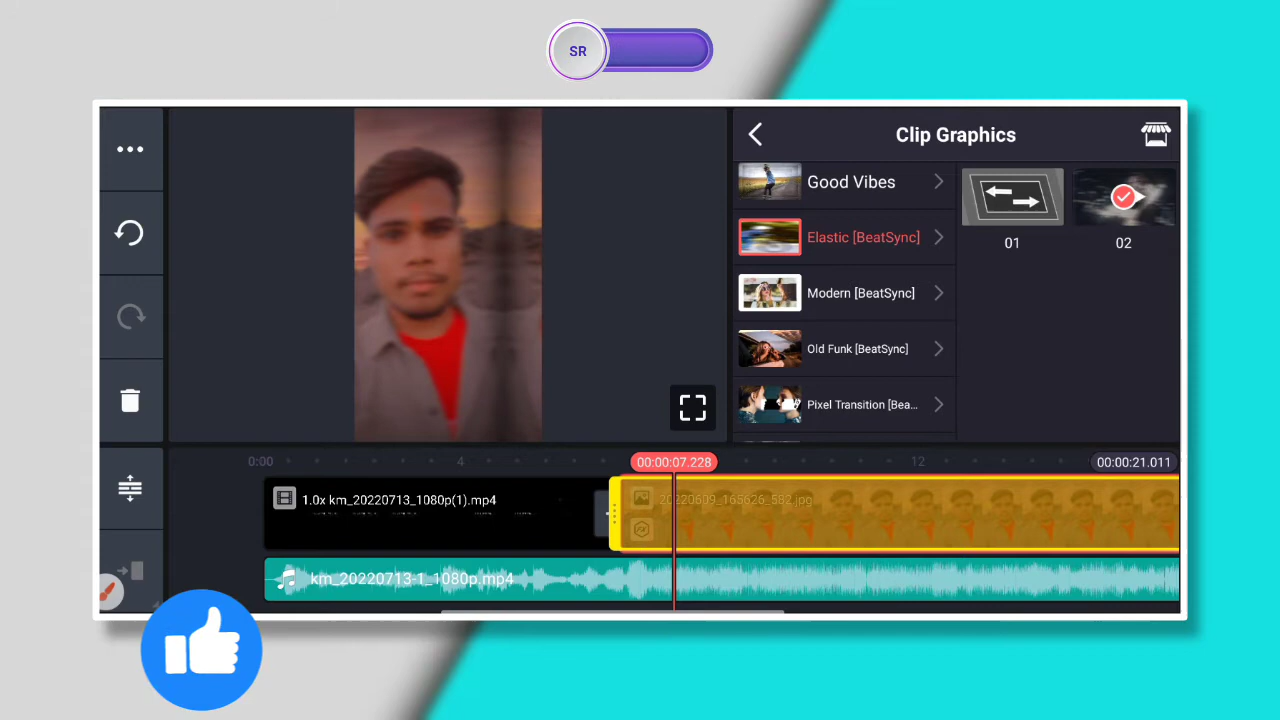 SR
Clip Graphics
Good Vibes
Elastic [BeatSync]
Modern [BeatSync]
Old Funk [BeatSync]
Pixel Transition [Bea...
01
02
0:00
4
00:00:07.228
12
00:00:21.011
1.0x km_20220713_1080p(1).mp4
20220609_165626_582.jpg
km_20220713-1_1080p.mp4